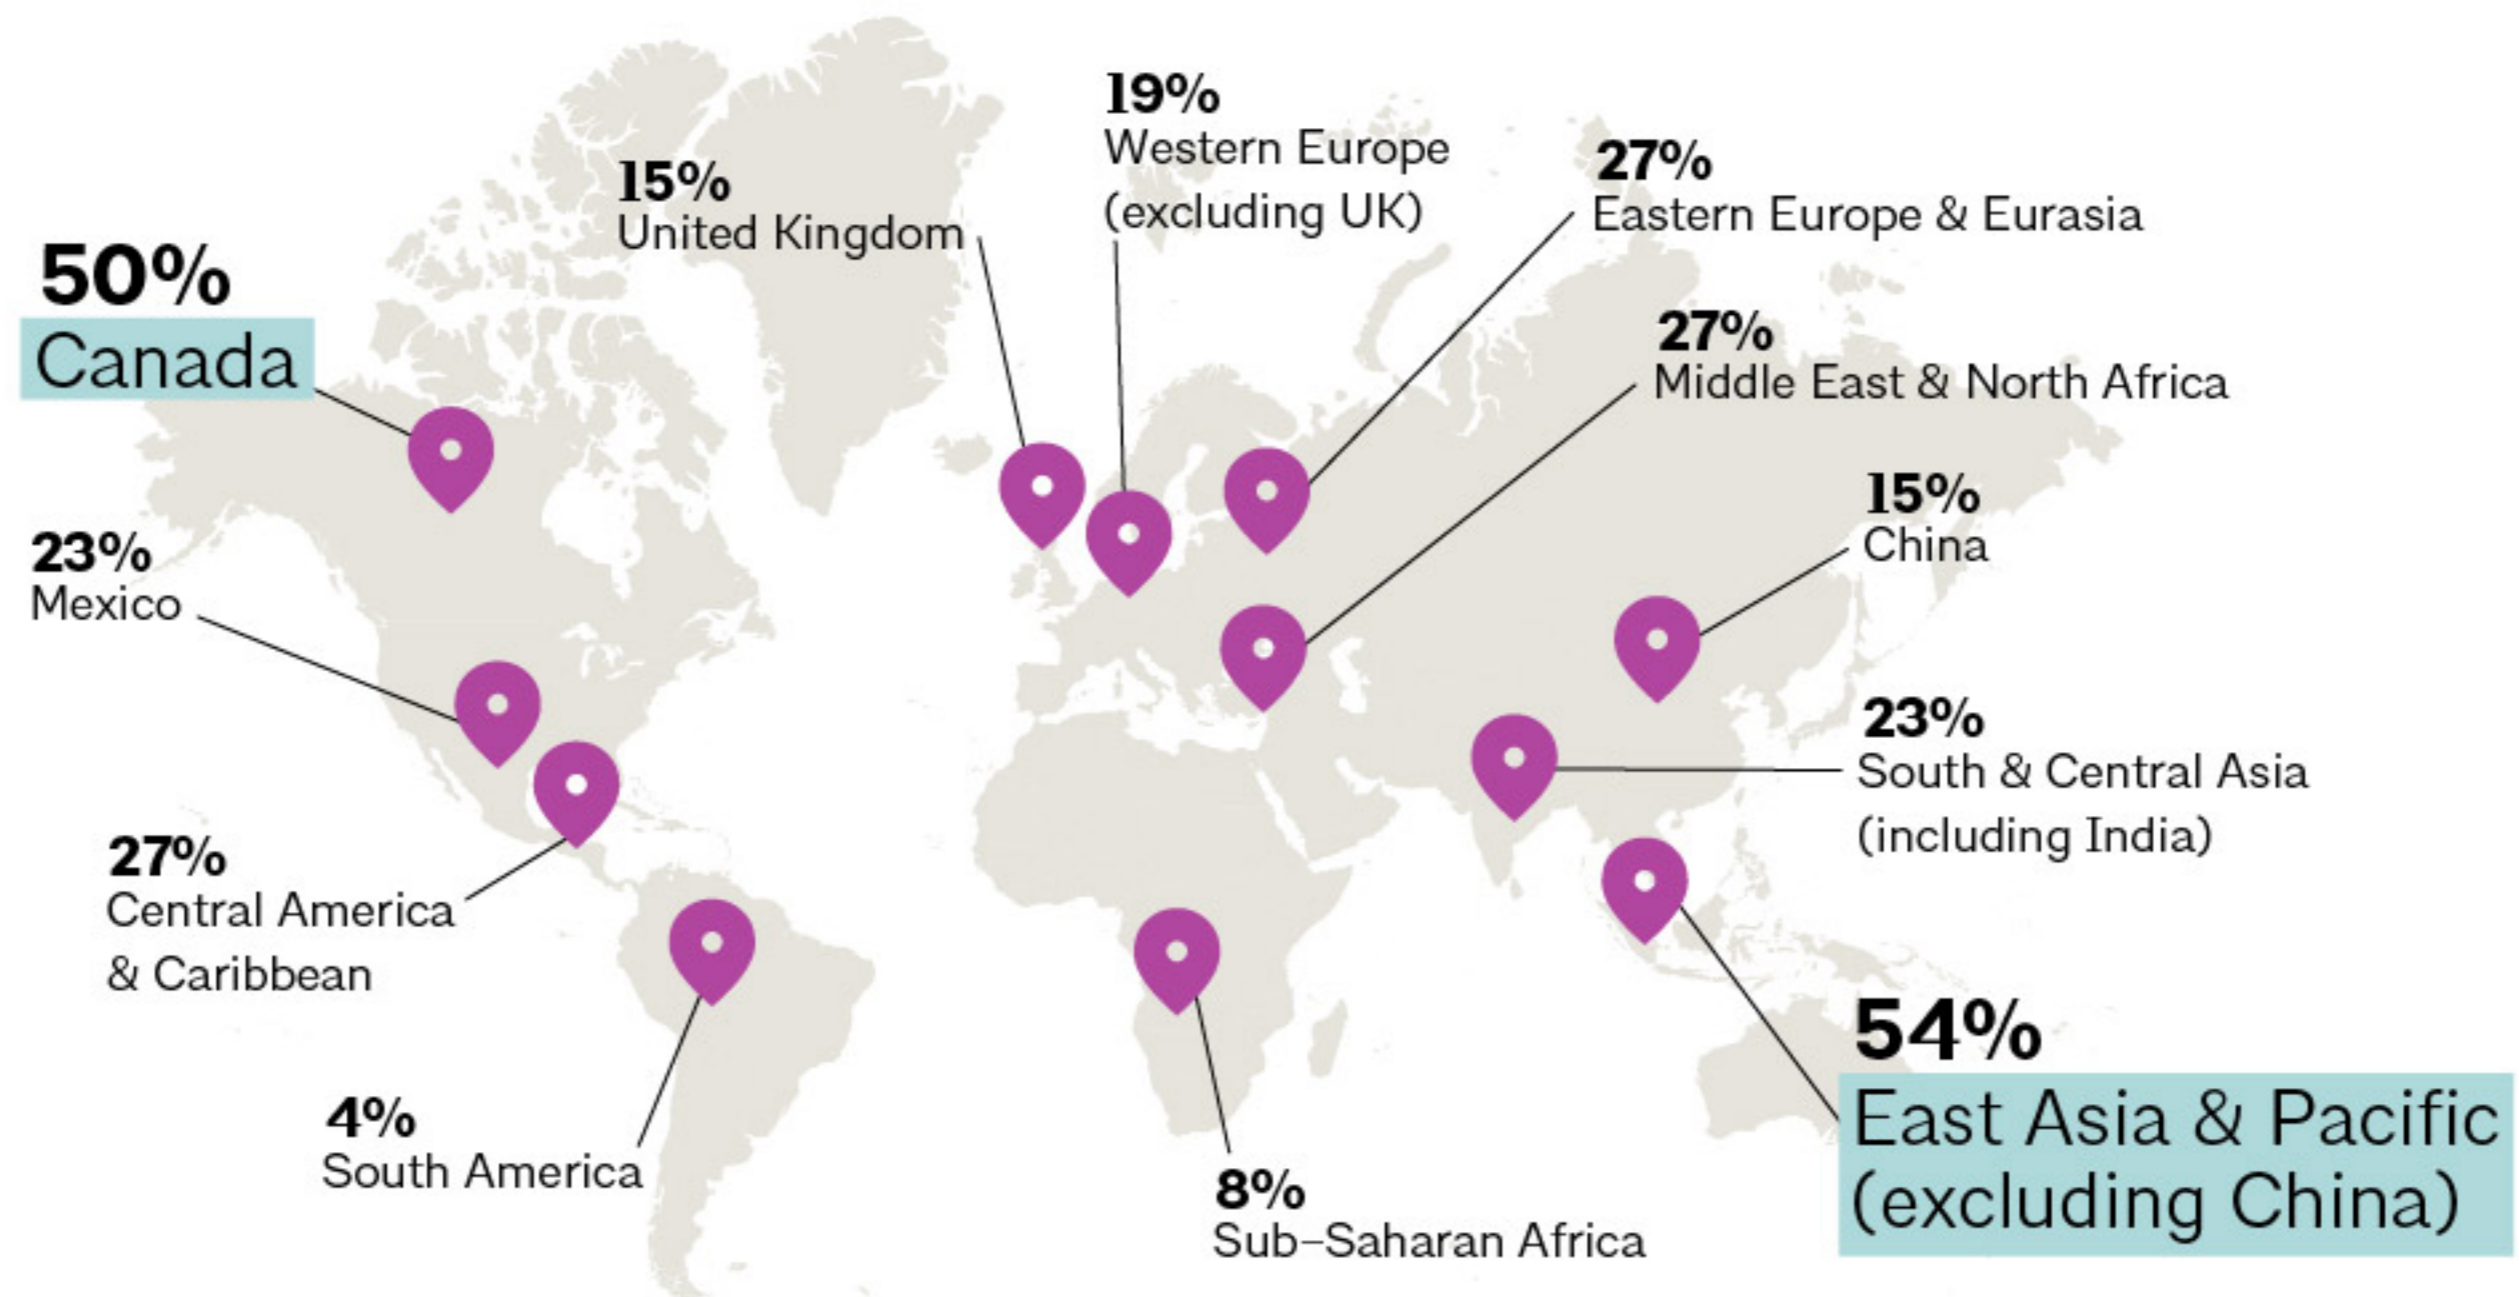 50%
Canada
15%
United Kingdom
19%
Western Europe
(excluding UK)
27%
Eastern Europe & Eurasia
27%
Middle East & North Africa
15%
China
23%
Mexico
23%
South & Central Asia
(including India)
27%
Central America
& Caribbean
54%
East Asia & Pacific
(excluding China)
4%
South America
8%
Sub-Saharan Africa